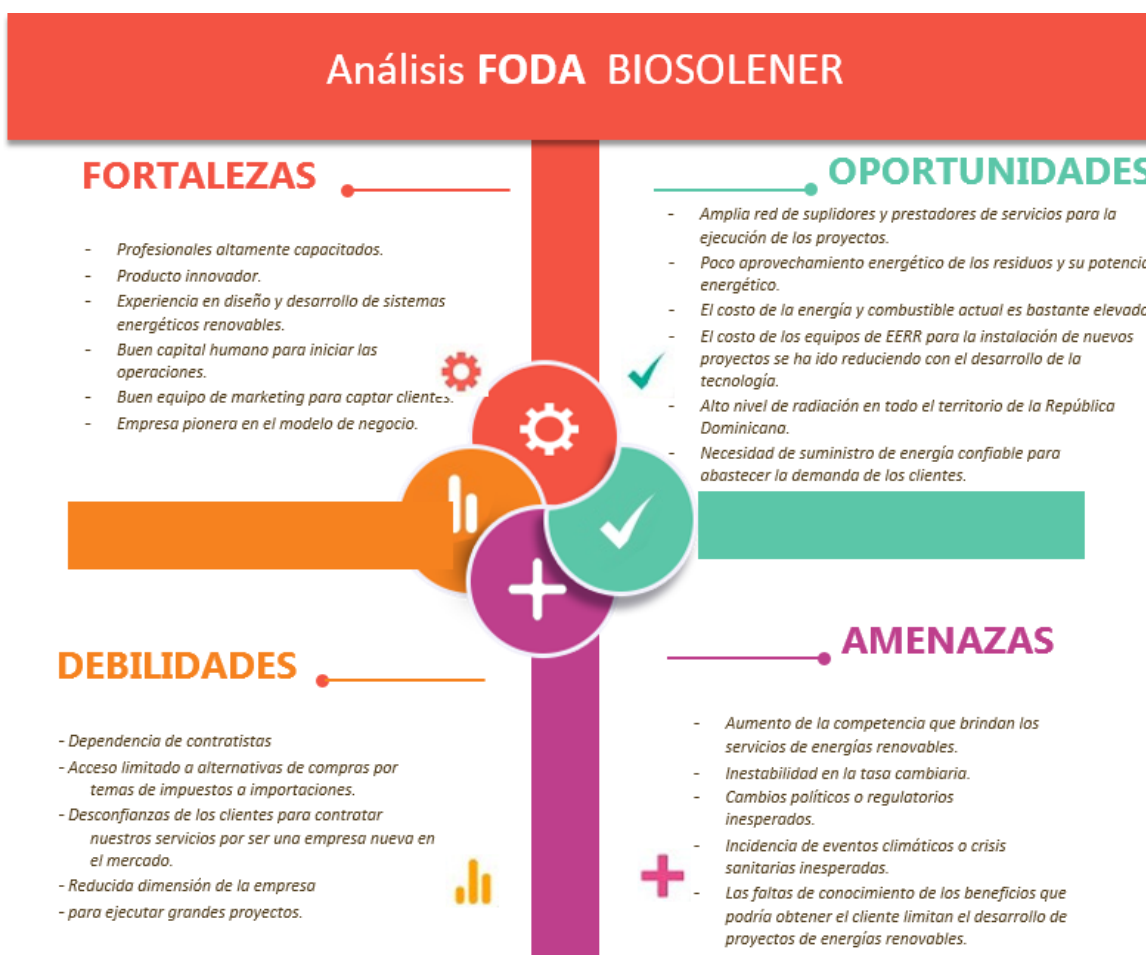 Análisis FODA BIOSOLENER
FORTALEZAS
- Profesionales altamente capacitados.
- Producto innovador.
- Experiencia en diseño y desarrollo de sistemas
energéticos renovables.
- Buen capital humano para iniciar las
operaciones.
- Buen equipo de marketing para captar clientes.
- Empresa pionera en el modelo de negocio.
OPORTUNIDADES
- Amplia red de suplidores y prestadores de servicios para la
ejecución de los proyectos.
- Poco aprovechamiento energético de los residuos y su potencia
energético.
- El costo de la energía y combustible actual es bastante elevado
- El costo de los equipos de EERR para la instalación de nuevos
proyectos se ha ido reduciendo con el desarrollo de la
tecnología.
- Alto nivel de radiación en todo el territorio de la República
Dominicana.
- Necesidad de suministro de energía confiable para
abastecer la demanda de los clientes.
DEBILIDADES
- Dependencia de contratistas
- Acceso limitado a alternativas de compras por
temas de impuestos a importaciones.
- Desconfianzas de los clientes para contratar
nuestros servicios por ser una empresa nueva en
el mercado.
- Reducida dimensión de la empresa
- para ejecutar grandes proyectos.
AMENAZAS
- Aumento de la competencia que brindan los
servicios de energías renovables.
- Inestabilidad en la tasa cambiaria.
- Cambios políticos o regulatorios
inesperados.
- Incidencia de eventos climáticos o crisis
sanitarias inesperadas.
- Las faltas de conocimiento de los beneficios que
podría obtener el cliente limitan el desarrollo de
proyectos de energías renovables.